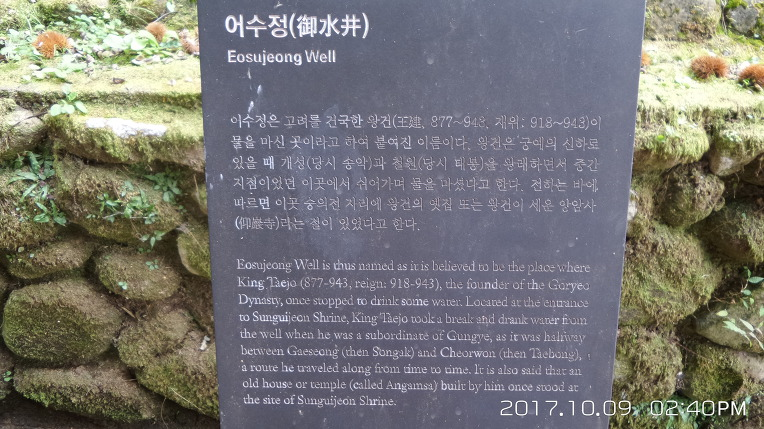 어수정(御水井)
Eosujeong Well
이수정은 고려를 건국한 왕건(王建, 877~943, 재위: 918~943)이
물을 마신 곳이라고 하여 붙여진 이름이다. 왕건은 궁예의 신하로
있을 때 개성(당시 송악)과 철원(당시 태봉)을 왕래하면서 중간
지점이었던 이곳에서 쉬어가며 물을 마셨다고 한다. 전하는 바에
따르면 이곳 숭의전 자리에 왕건의 옛집 또는 왕건이 세운 앙암사
(仰巖寺)라는 절이 있었다고 한다.
Eosujeong Well is thus named as it is believed to be the place where
King Taejo (877-943, reign: 918-943), the founder of the Goryeo
Dynasty, once stopped to drink some water. Located at the entrance
to Sunguijeon Shrine, King Taejo took a break and drank water from
the well when he was a subordinate of Gungye, as it was halfway
between Gaeseong (then Songak) and Cheorwon (then Taebong),
a route he traveled along from time to time. It is also said that an
old house or temple (called Angamsa) built by him once stood at
the site of Sunguijeon Shrine.
2017.10.09 02:40PM